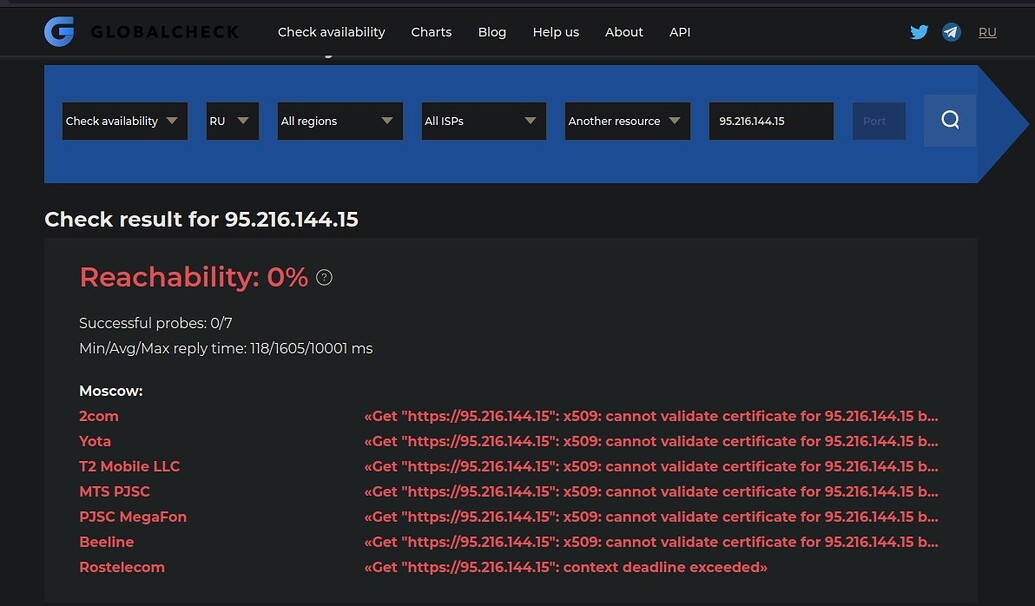 GLOBALCHECK Check availability Charts Blog Help us About API RU
Check availability RU All regions All ISPs Another resource 95.216.144.15 Port
Check result for 95.216.144.15
Reachability: 0% ?
Successful probes: 0/7
Min/Avg/Max reply time: 118/1605/10001 ms
Moscow:
2com «Get "https://95.216.144.15": x509: cannot validate certificate for 95.216.144.15 b...
Yota «Get "https://95.216.144.15": x509: cannot validate certificate for 95.216.144.15 b...
T2 Mobile LLC «Get "https://95.216.144.15": x509: cannot validate certificate for 95.216.144.15 b...
MTS PJSC «Get "https://95.216.144.15": x509: cannot validate certificate for 95.216.144.15 b...
PJSC MegaFon «Get "https://95.216.144.15": x509: cannot validate certificate for 95.216.144.15 b...
Beeline «Get "https://95.216.144.15": x509: cannot validate certificate for 95.216.144.15 b...
Rostelecom «Get "https://95.216.144.15": context deadline exceeded»